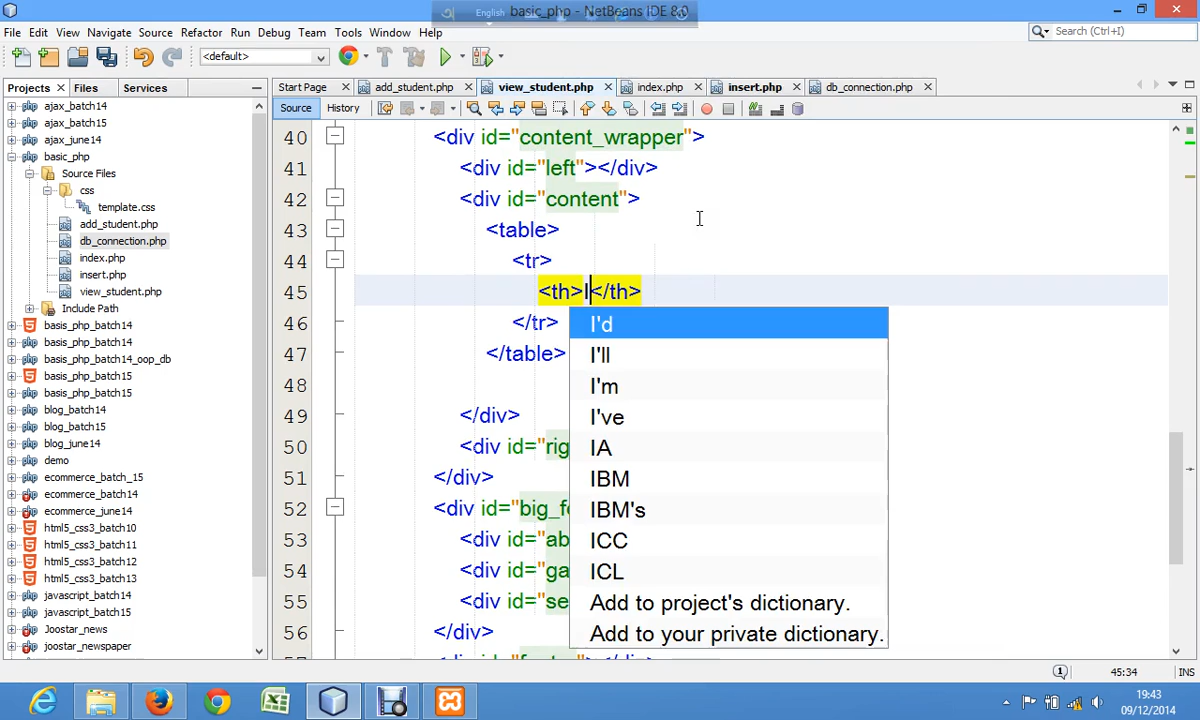 English
basic_php - NetBeans IDE 8.0
File Edit View Navigate Source Refactor Run Debug Team Tools Window Help
Search (Ctrl+I)
<default>
Projects Files Services
Start Page add_student.php view_student.php index.php insert.php db_connection.php
Source History
ajax_batch14
ajax_batch15
ajax_june14
basic_php
Source Files
css
template.css
add_student.php
db_connection.php
index.php
insert.php
view_student.php
Include Path
basis_php_batch14
basis_php_batch14
basis_php_batch14_oop_db
basis_php_batch15
basis_php_batch15
blog_batch14
blog_batch15
blog_june14
demo
ecommerce_batch_15
ecommerce_batch14
ecommerce_june14
html5_css3_batch10
html5_css3_batch11
html5_css3_batch12
html5_css3_batch13
javascript_batch14
javascript_batch15
Joostar_news
joostar_newspaper
40 <div id="content_wrapper">
41 <div id="left"></div>
42 <div id="content">
43 <table>
44 <tr>
45 <th>I</th>
46 </tr>
47 </table>
48
49 </div>
50 <div id="rig
51 </div>
52 <div id="big_fo
53 <div id="ab
54 <div id="ga
55 <div id="se
56 </div>
I'd
I'll
I'm
I've
IA
IBM
IBM's
ICC
ICL
Add to project's dictionary.
Add to your private dictionary.
1
45:34 INS
19:43
09/12/2014